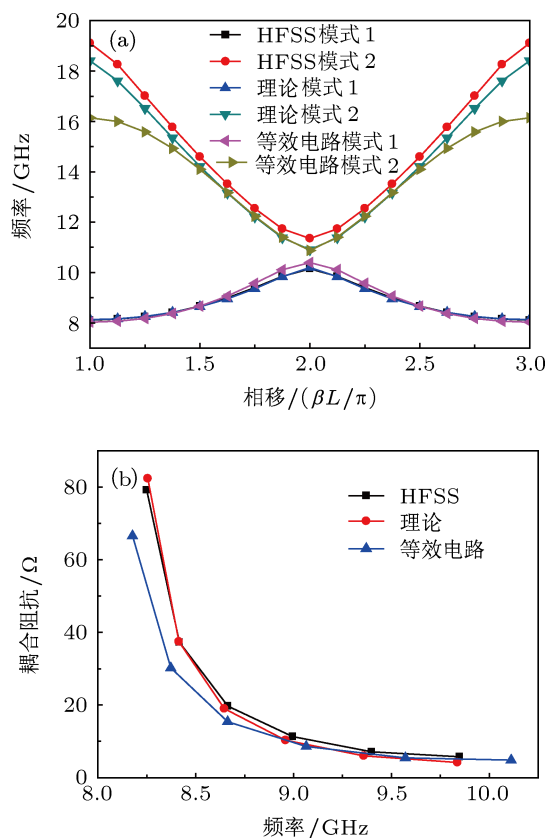 (a)
HFSS模式1
HFSS模式2
理论模式1
理论模式2
等效电路模式1
等效电路模式2
20
18
16
14
12
10
8
频率/GHz
1.0 1.5 2.0 2.5 3.0
相移/(βL/π)
(b)
HFSS
理论
等效电路
80
60
40
20
0
耦合阻抗/Ω
8.0 8.5 9.0 9.5 10.0
频率/GHz